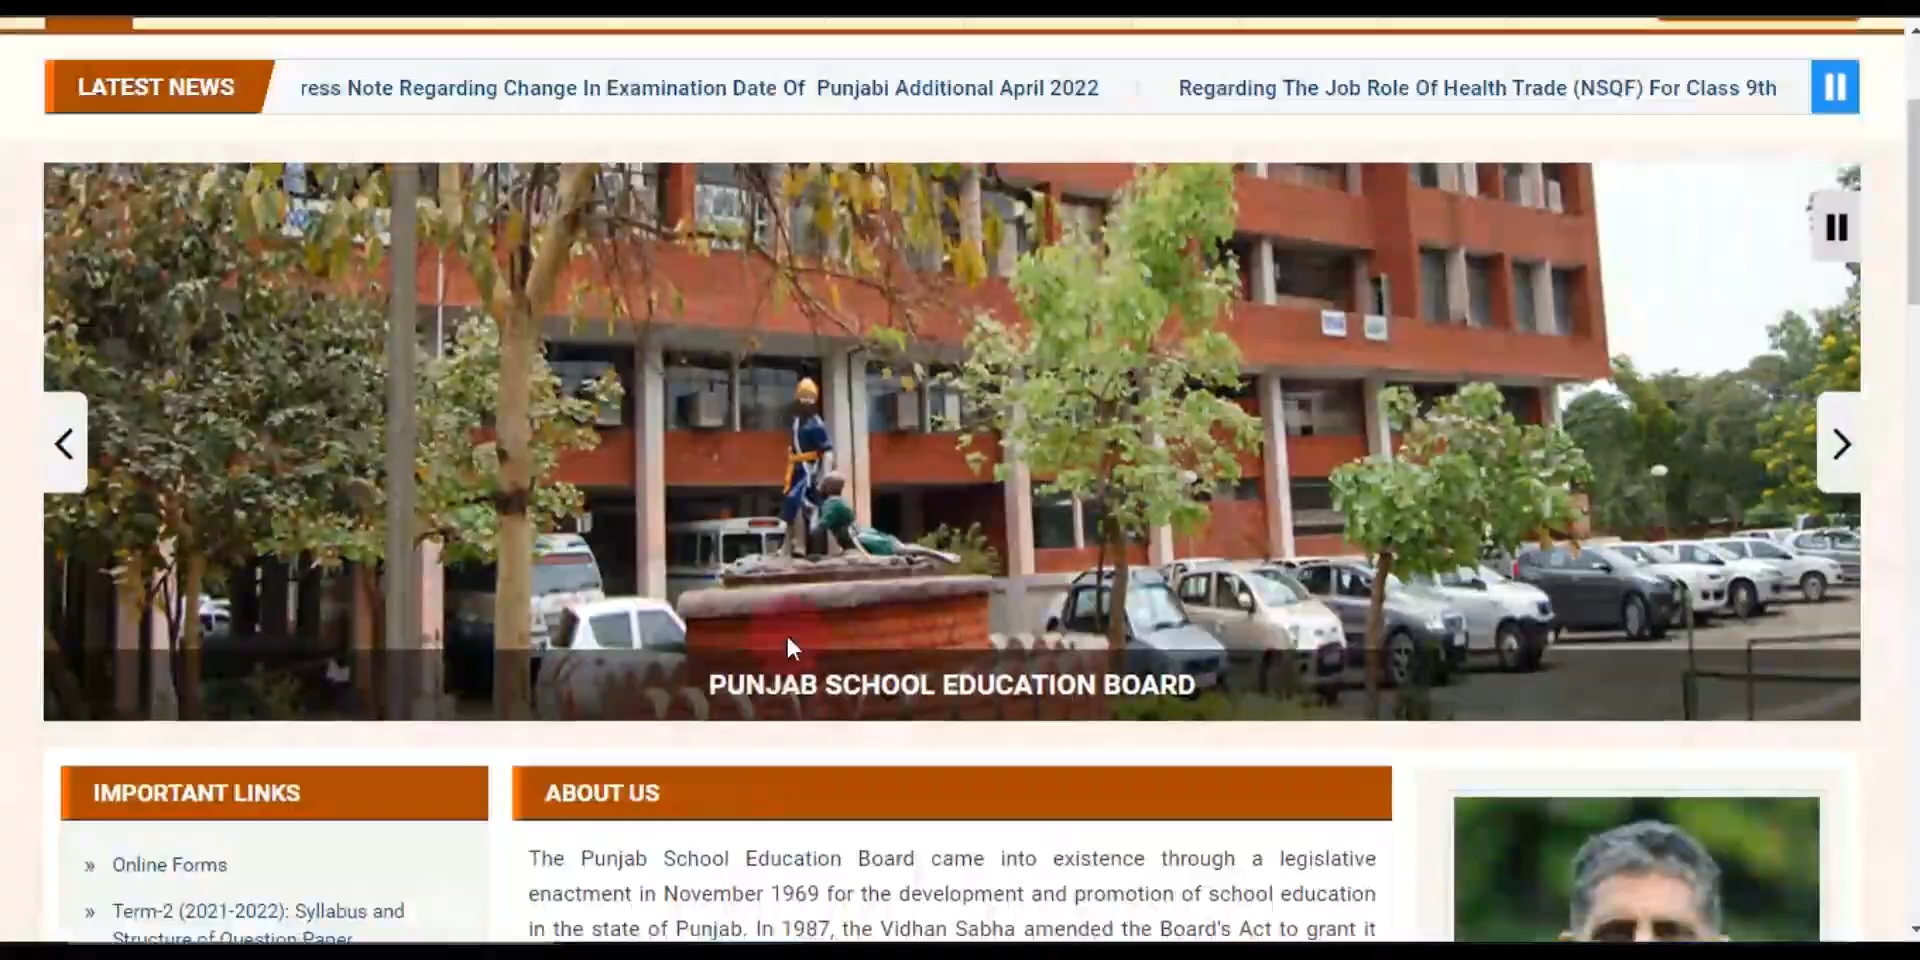 LATEST NEWS
ress Note Regarding Change In Examination Date Of Punjabi Additional April 2022
Regarding The Job Role Of Health Trade (NSQF) For Class 9th
PUNJAB SCHOOL EDUCATION BOARD
IMPORTANT LINKS
» Online Forms
» Term-2 (2021-2022): Syllabus and
Structure of Question Paper
ABOUT US
The Punjab School Education Board came into existence through a legislative
enactment in November 1969 for the development and promotion of school education
in the state of Punjab. In 1987, the Vidhan Sabha amended the Board's Act to grant it